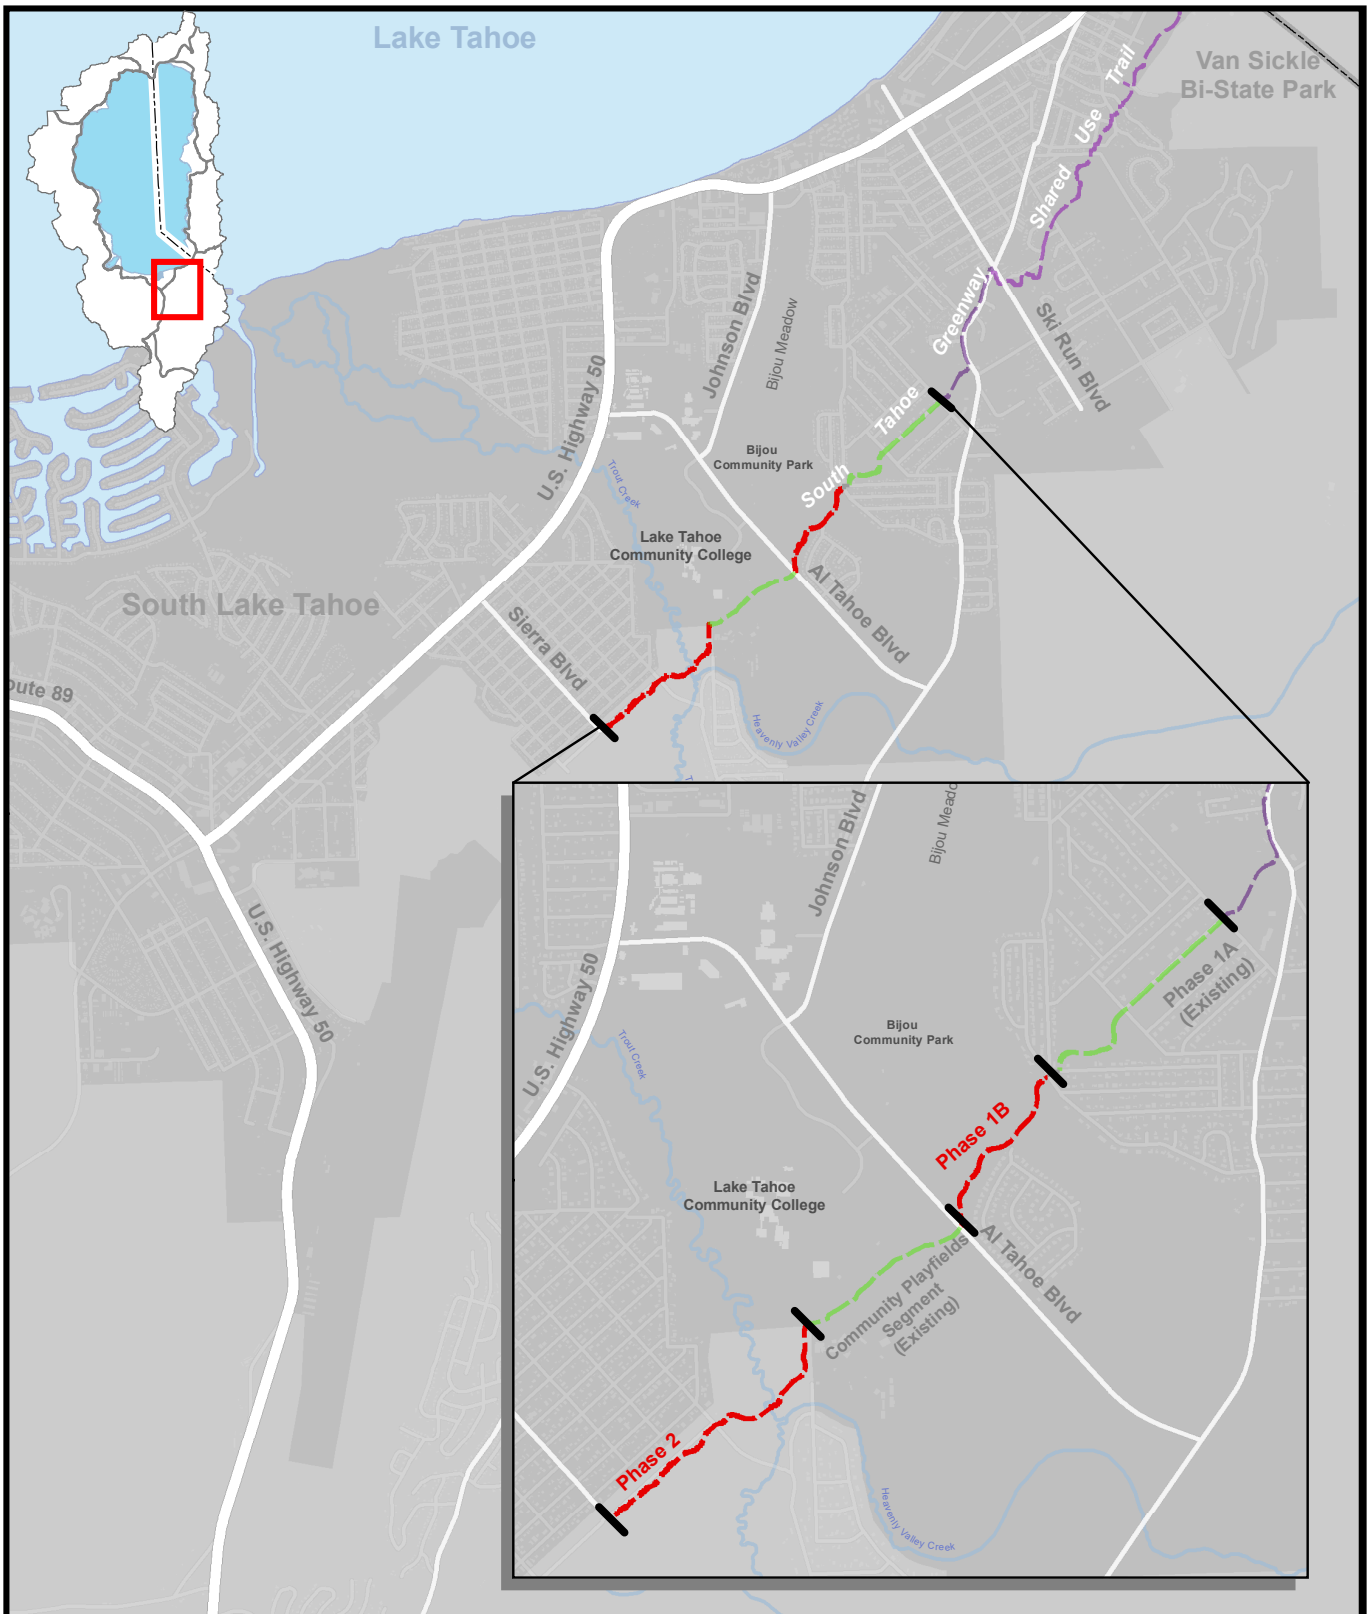 Lake Tahoe
Van Sickle
Bi-State Park
South Tahoe Greenway Shared Use Trail
Johnson Blvd
Bijou Meadow
Ski Run Blvd
U.S. Highway 50
Bijou
Community Park
Trout Creek
Lake Tahoe
Community College
Al Tahoe Blvd
South Lake Tahoe
Sierra Blvd
oute 89
Heavenly Valley Creek
T
U.S. Highway 50
Johnson Blvd
Bijou Meado
U.S. Highway 50
Phase 1A
(Existing)
Trout Creek
Bijou
Community Park
Phase 1B
Lake Tahoe
Community College
Al Tahoe Blvd
Community Playfields
Segment
(Existing)
Phase 2
Heavenly Valley Creek